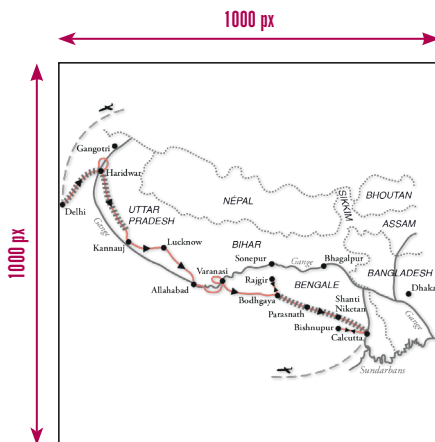 1000 px
1000 px
Gangotri
Haridwar
Delhi
UTTAR
PRADESH
NÉPAL
SIKKIM
BHOUTAN
ASSAM
Gange
Kannauj
Lucknow
BIHAR
Sonepur
Gange
Bhagalpur
BANGLADESH
Varanasi
Rajgir
BENGALE
Dhaka
Allahabad
Bodhgaya
Shanti
Niketan
Parasnath
Bishnupur
Calcutta
Gange
Sundarbans